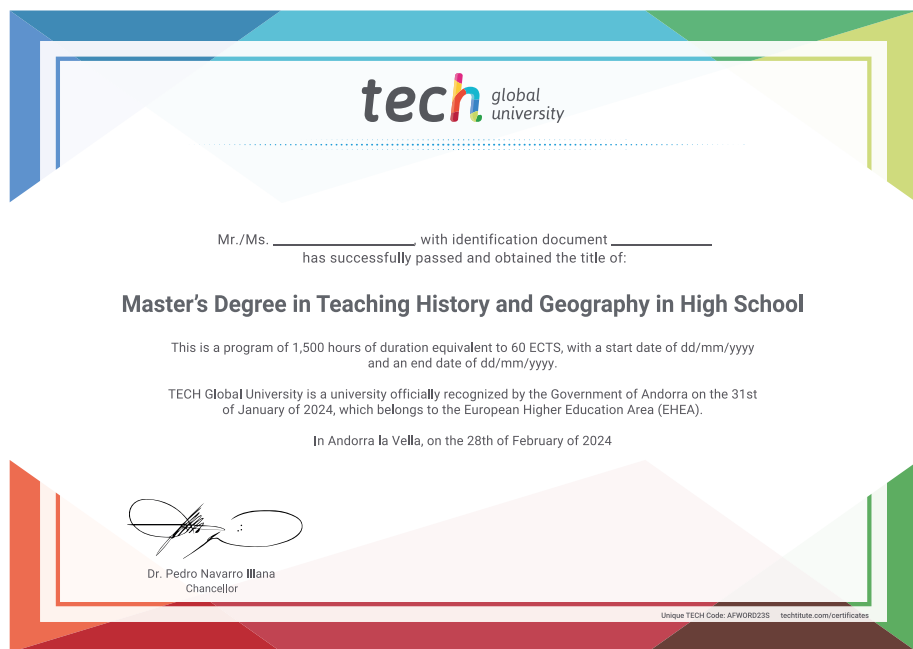 tech global
university
Mr./Ms. ________________, with identification document ____________
has successfully passed and obtained the title of:
Master's Degree in Teaching History and Geography in High School
This is a program of 1,500 hours of duration equivalent to 60 ECTS, with a start date of dd/mm/yyyy
and an end date of dd/mm/yyyy.
TECH Global University is a university officially recognized by the Government of Andorra on the 31st
of January of 2024, which belongs to the European Higher Education Area (EHEA).
In Andorra la Vella, on the 28th of February of 2024
Dr. Pedro Navarro Illana
Chancellor
Unique TECH Code: AFWORD23S techtitute.com/certificates